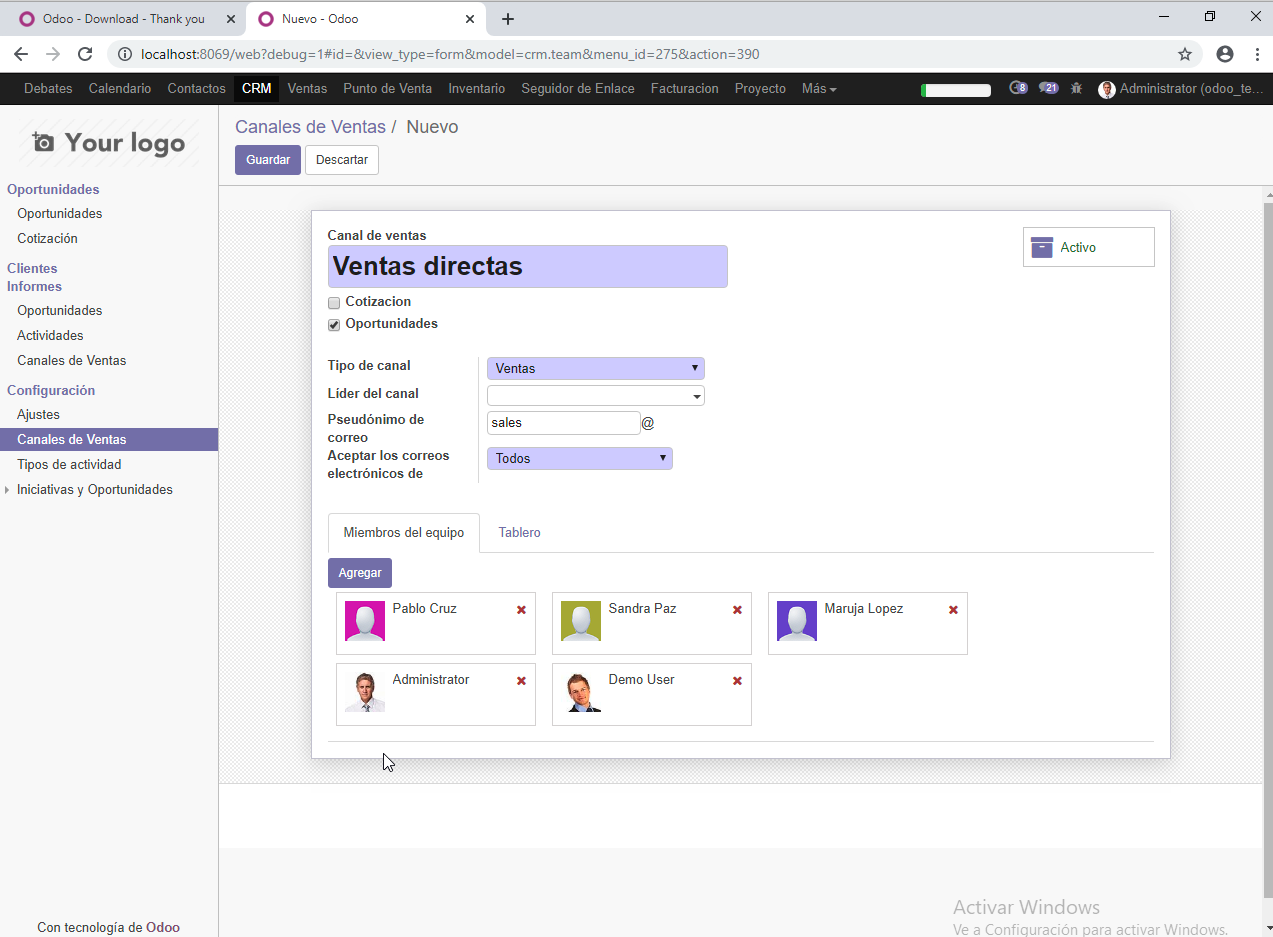 Odoo - Download - Thank you
Nuevo - Odoo
localhost:8069/web?debug=1#id=&view_type=form&model=crm.team&menu_id=275&action=390
Debates Calendario Contactos CRM Ventas Punto de Venta Inventario Seguidor de Enlace Facturacion Proyecto Más 8 21 Administrator (odoo_te...
Your logo
Oportunidades
Oportunidades
Cotización
Clientes
Informes
Oportunidades
Actividades
Canales de Ventas
Configuración
Ajustes
Canales de Ventas
Tipos de actividad
Iniciativas y Oportunidades
Con tecnología de Odoo
Canales de Ventas / Nuevo
Guardar Descartar
Activo
Canal de ventas
Ventas directas
Cotizacion
Oportunidades
Tipo de canal Ventas
Líder del canal
Pseudónimo de
correo
sales @
Aceptar los correos
electrónicos de
Todos
Miembros del equipo Tablero
Agregar
Pablo Cruz Sandra Paz Maruja Lopez
Administrator Demo User
Activar Windows
Ve a Configuración para activar Windows.